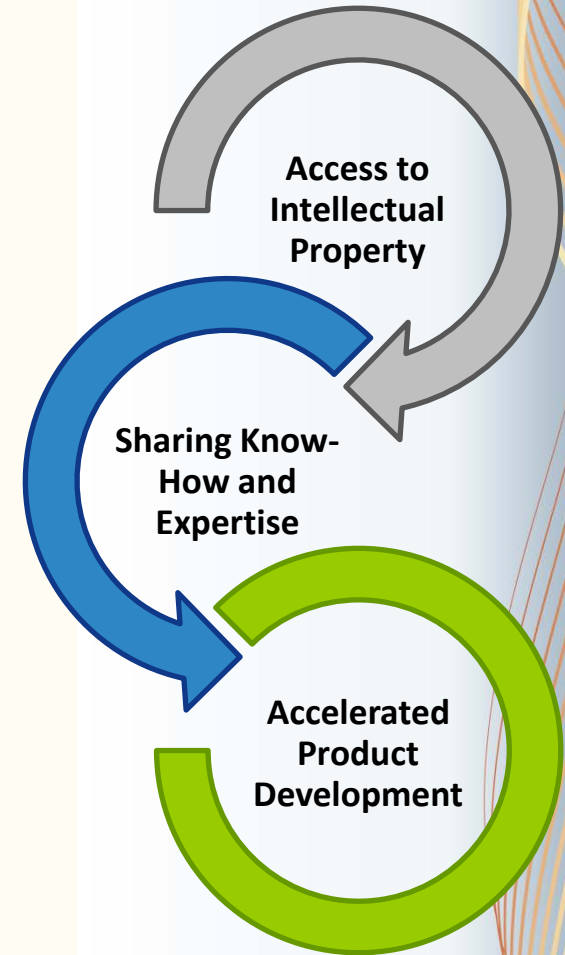 Access to
Intellectual
Property
Sharing Know-
How and
Expertise
Accelerated
Product
Development